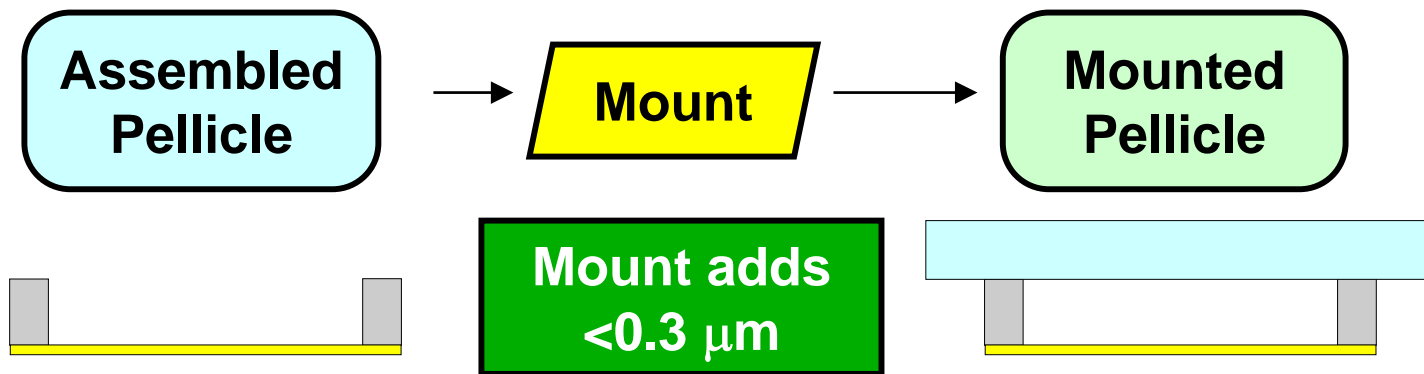 Assembled
Pellicle
Mount
Mounted
Pellicle
Mount adds
<0.3 μm